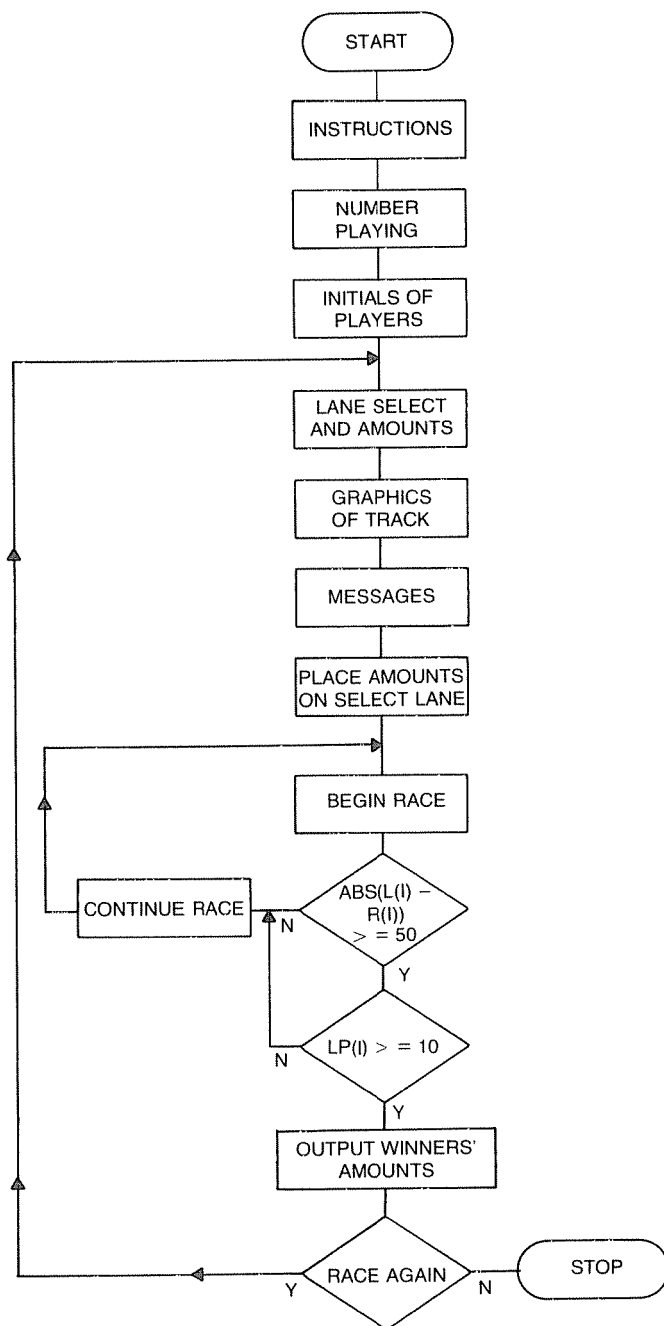 START
INSTRUCTIONS
NUMBER
PLAYING
INITIALS OF
PLAYERS
LANE SELECT
AND AMOUNTS
GRAPHICS
OF TRACK
MESSAGES
PLACE AMOUNTS
ON SELECT LANE
BEGIN RACE
CONTINUE RACE
N
ABS(L(I) –
R(I))
> = 50
Y
N
LP(I) > = 10
Y
OUTPUT WINNERS'
AMOUNTS
Y
RACE AGAIN
N
STOP